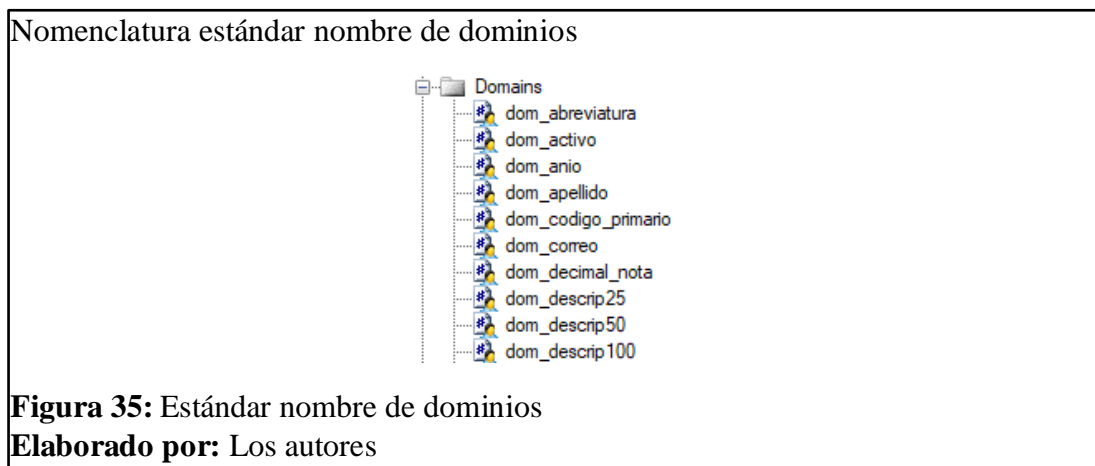 Nomenclatura estándar nombre de dominios
Domains
dom_abreviatura
dom_activo
dom_anio
dom_apellido
dom_codigo_primario
dom_correo
dom_decimal_nota
dom_descrip25
dom_descrip50
dom_descrip100
Figura 35: Estándar nombre de dominios
Elaborado por: Los autores